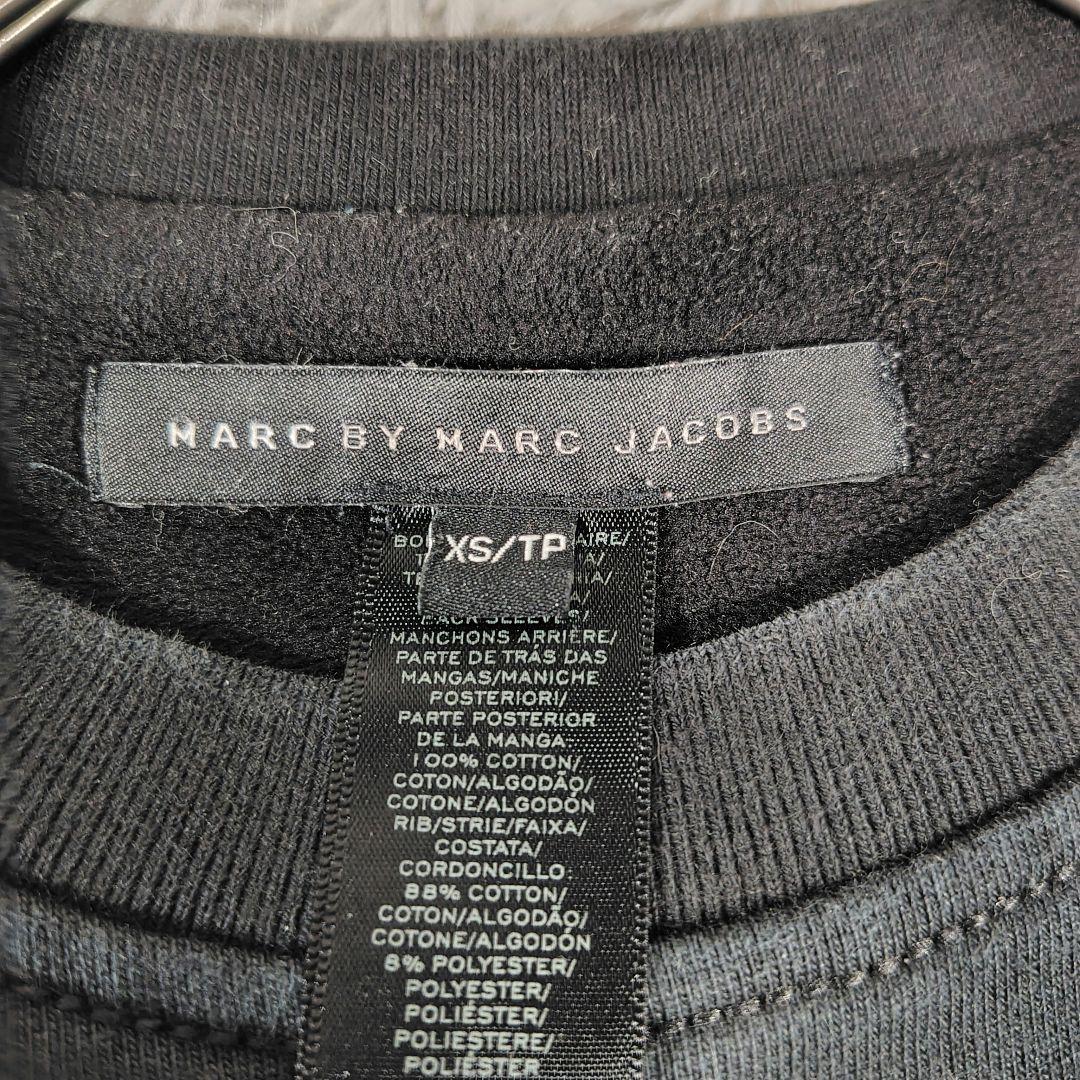 MARC BY MARC JACOBS
XS/TP
AIRE/
MANCHONS ARRIÈRE/
PARTE DE TRÁS DAS
MANGAS/MANICHE
POSTERIORI/
PARTE POSTERIOR
DE LA MANGA
100% COTTON/
COTON/ALGODÃO/
COTONE/ALGODÓN
RIB/STRIE/FAIXA/
COSTATA/
CORDONCILLO
88% COTTON/
COTON/ALGODÃO/
COTONE/ALGODÓN
8% POLYESTER/
POLYESTER/
POLIÉSTER/
POLIESTERE/
POLIÉSTER